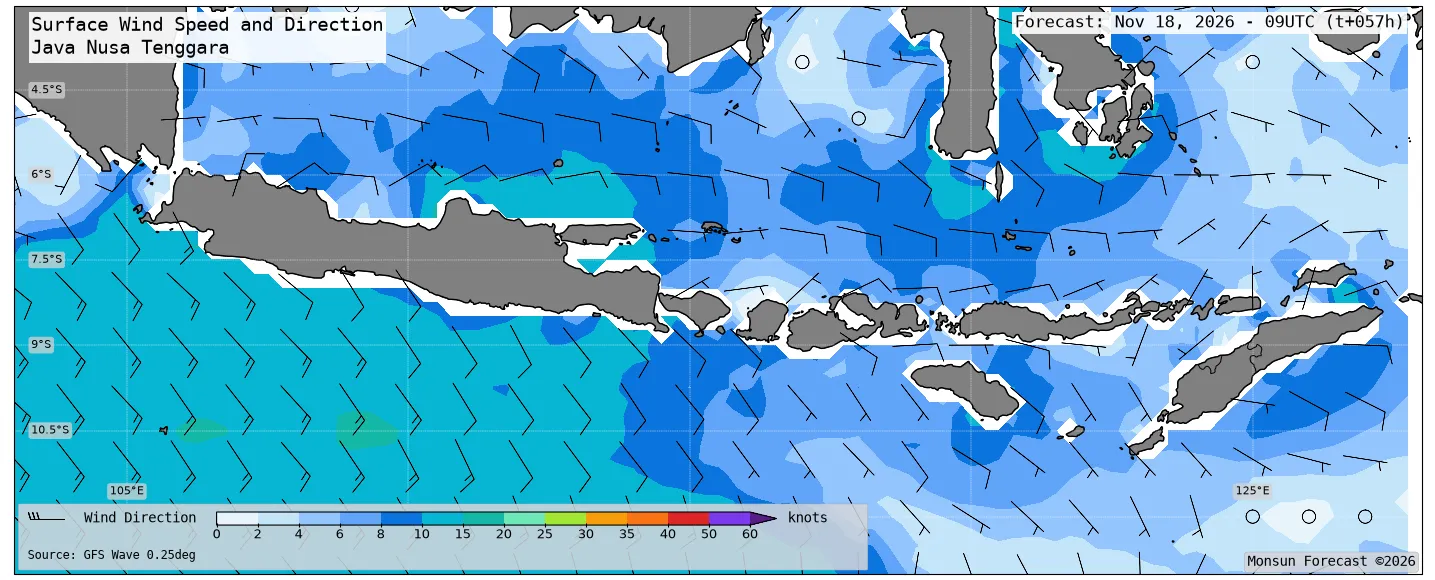 Surface Wind Speed and Direction
Java Nusa Tenggara
Forecast: Nov 18, 2026 - 09UTC (t+057h)
4.5°S
6°S
7.5°S
9°S
10.5°S
105°E
125°E
Wind Direction
0 2 4 6 8 10 15 20 25 30 35 40 50 60
knots
Source: GFS Wave 0.25deg
Monsun Forecast ©2026